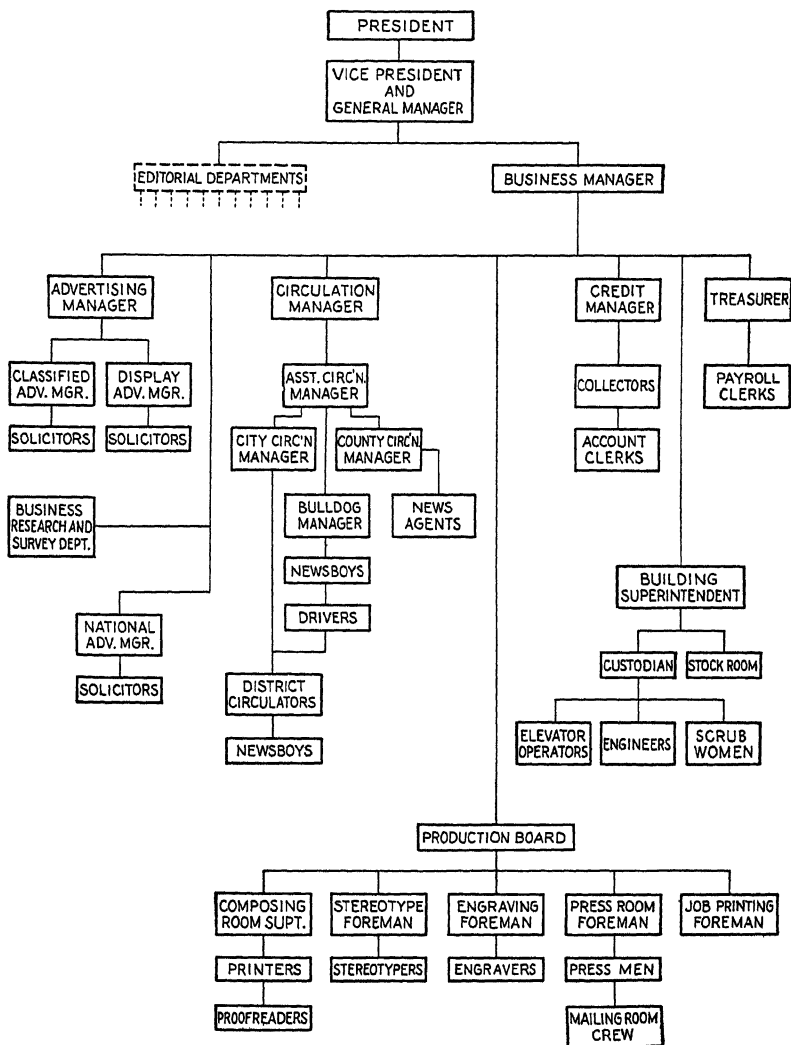 PRESIDENT
VICE PRESIDENT
AND
GENERAL MANAGER
EDITORIAL DEPARTMENTS
BUSINESS MANAGER
ADVERTISING
MANAGER
CIRCULATION
MANAGER
CREDIT
MANAGER
TREASURER
CLASSIFIED
ADV. MGR.
DISPLAY
ADV. MGR.
ASST. CIRC'N.
MANAGER
COLLECTORS
PAYROLL
CLERKS
SOLICITORS
SOLICITORS
CITY CIRC'N
MANAGER
COUNTY CIRC'N.
MANAGER
ACCOUNT
CLERKS
BUSINESS
RESEARCH AND
SURVEY DEPT.
BULLDOG
MANAGER
NEWS
AGENTS
NEWSBOYS
BUILDING
SUPERINTENDENT
NATIONAL
ADV. MGR.
DRIVERS
SOLICITORS
DISTRICT
CIRCULATORS
CUSTODIAN
STOCK ROOM
NEWSBOYS
ELEVATOR
OPERATORS
ENGINEERS
SCRUB
WOMEN
PRODUCTION BOARD
COMPOSING
ROOM SUPT.
STEREOTYPE
FOREMAN
ENGRAVING
FOREMAN
PRESS ROOM
FOREMAN
JOB PRINTING
FOREMAN
PRINTERS
STEREOTYPERS
ENGRAVERS
PRESS MEN
PROOFREADERS
MAILING ROOM
CREW